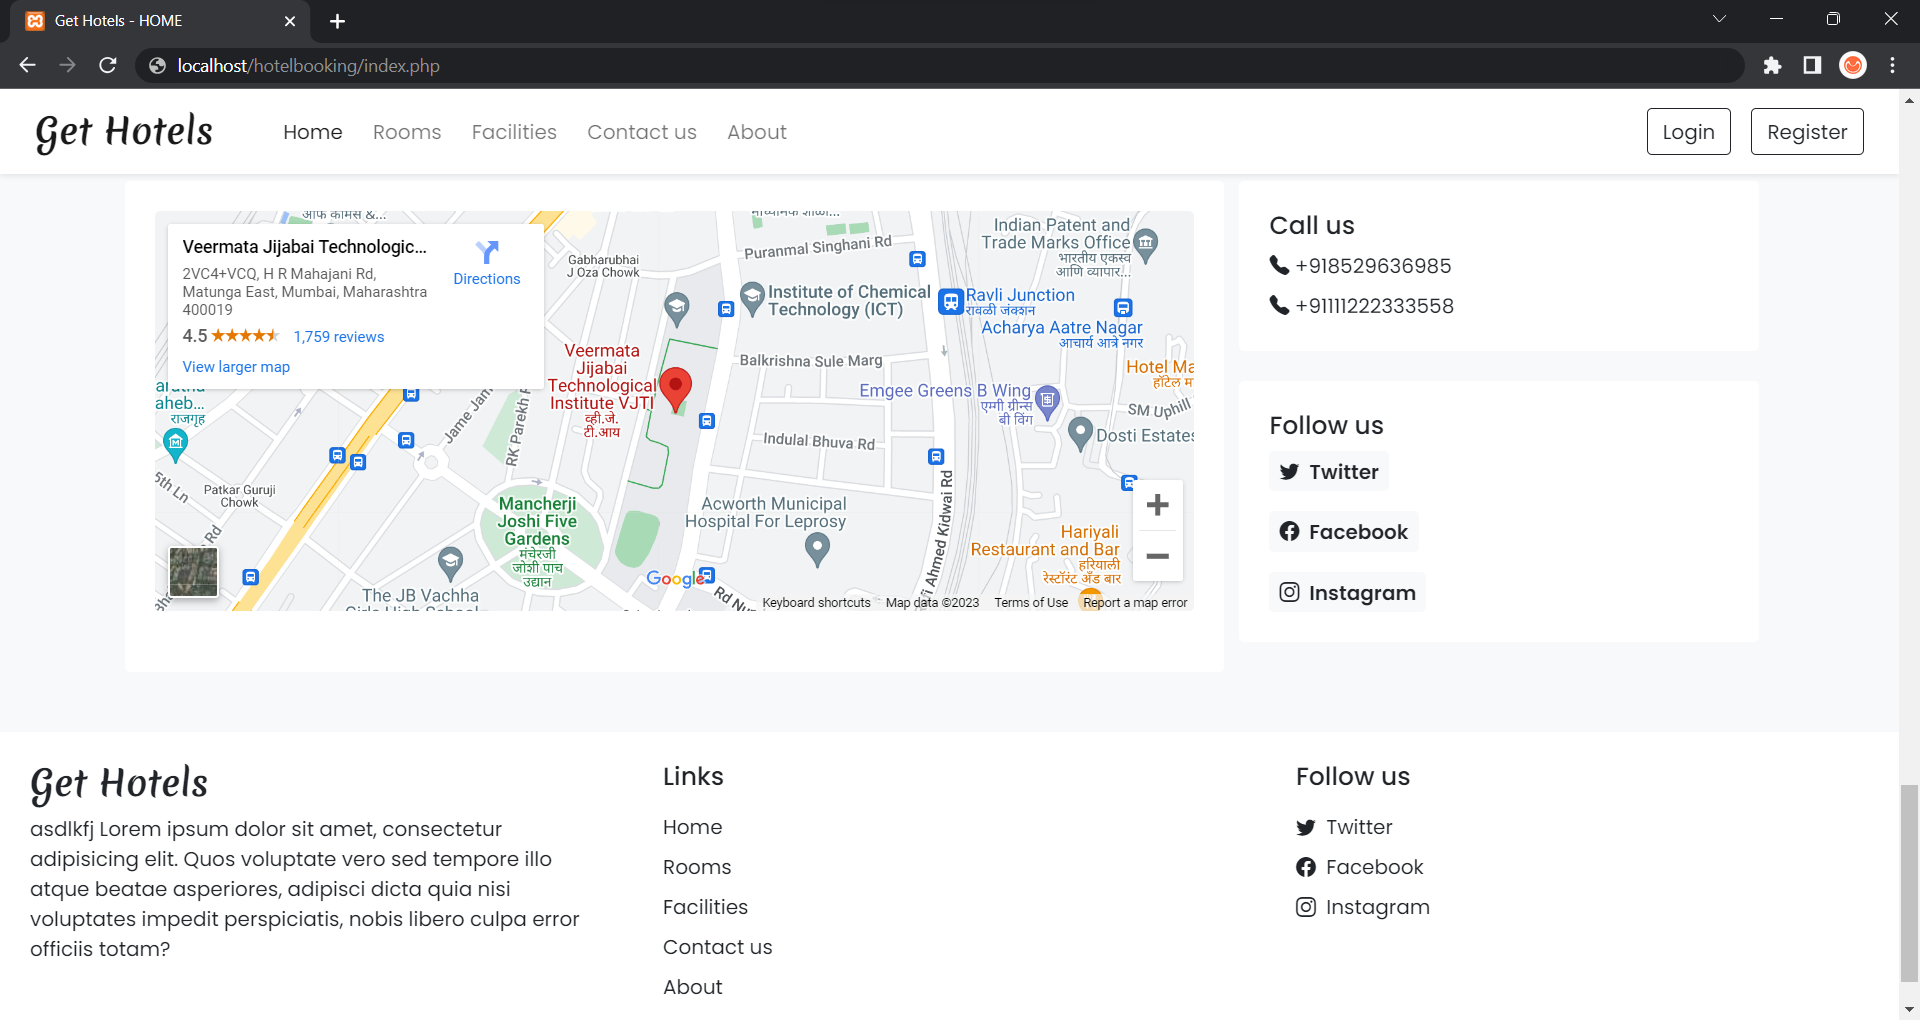 Get Hotels - HOME
localhost/hotelbooking/index.php
Get Hotels
Home
Rooms
Facilities
Contact us
About
Login
Register
Veermata Jijabai Technologic...
2VC4+VCQ, H R Mahajani Rd,
Matunga East, Mumbai, Maharashtra
400019
4.5
1,759 reviews
View larger map
Directions
Gabharubhai
J Oza Chowk
Puranmal Singhani Rd
Indian Patent and
Trade Marks Office
भारतीय एकस्व
आणि व्यापार...
Institute of Chemical
Technology (ICT)
Ravli Junction
रावळी जंक्शन
Acharya Aatre Nagar
आचार्य आत्रे नगर
Veermata
Jijabai
Technological
Institute VJTI
व्ही.जे.
टी.आय
Balkrishna Sule Marg
Hotel Ma
हॉटेल म
Emgee Greens B Wing
एमजी ग्रीन्स
बी विंग
SM Uphill
Dosti Estates
aheb...
राजगृह
Jame Jam
RK Parekh R
Indulal Bhuva Rd
5th Ln
Patkar Guruji
Chowk
Mancherji
Joshi Five
Gardens
मंचेरजी
जोशी पाच
उद्यान
Acworth Municipal
Hospital For Leprosy
i Ahmed Kidwai Rd
Hariyali
Restaurant and Bar
हरियाली
रेस्टॉरंट अँड बार
The JB Vachha
Girls High School
Google
Keyboard shortcuts
Map data ©2023
Terms of Use
Report a map error
Call us
+918529636985
+91111222333558
Follow us
Twitter
Facebook
Instagram
Get Hotels
asdlkfj Lorem ipsum dolor sit amet, consectetur
adipisicing elit. Quos voluptate vero sed tempore illo
atque beatae asperiores, adipisci dicta quia nisi
voluptates impedit perspiciatis, nobis libero culpa error
officiis totam?
Links
Home
Rooms
Facilities
Contact us
About
Follow us
Twitter
Facebook
Instagram